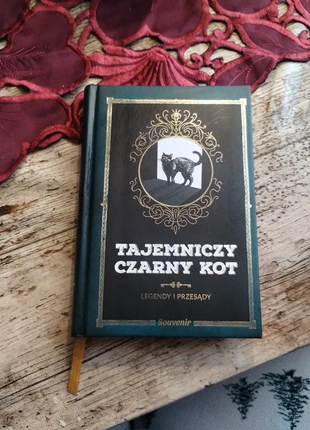 TAJEMNICZY
CZARNY KOT
LEGENDY I PRZESĄDY
Souvenir